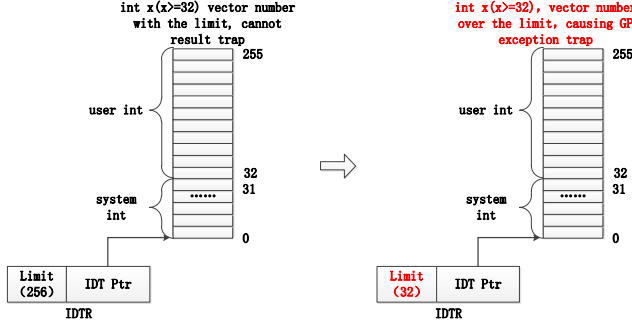 int x(x>=32) vector number
with the limit, cannot
result trap
255
user int
32
31
system
int
......
0
Limit
(256)
IDT Ptr
IDTR
int x(x>=32), vector number
over the limit, causing GP
exception trap
255
user int
32
31
system
int
......
0
Limit
(32)
IDT Ptr
IDTR